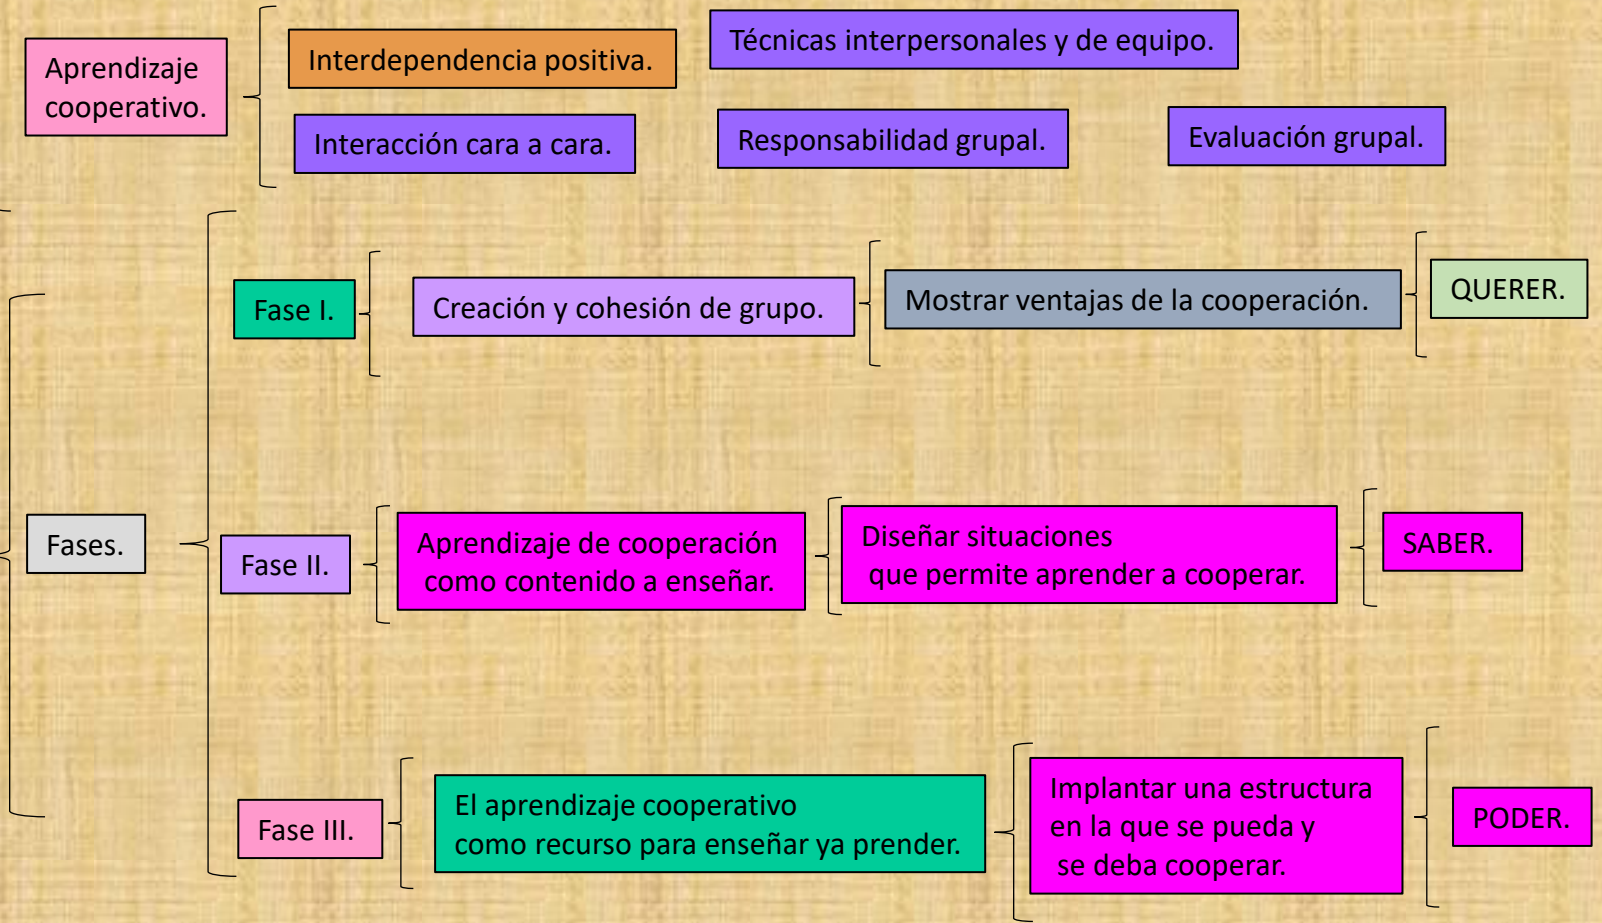 Aprendizaje
cooperativo.
Interdependencia positiva.
Técnicas interpersonales y de equipo.
Interacción cara a cara.
Responsabilidad grupal.
Evaluación grupal.
Fases.
Fase I.
Creación y cohesión de grupo.
Mostrar ventajas de la cooperación.
QUERER.
Fase II.
Aprendizaje de cooperación
como contenido a enseñar.
Diseñar situaciones
que permite aprender a cooperar.
SABER.
Fase III.
El aprendizaje cooperativo
como recurso para enseñar ya prender.
Implantar una estructura
en la que se pueda y
se deba cooperar.
PODER.